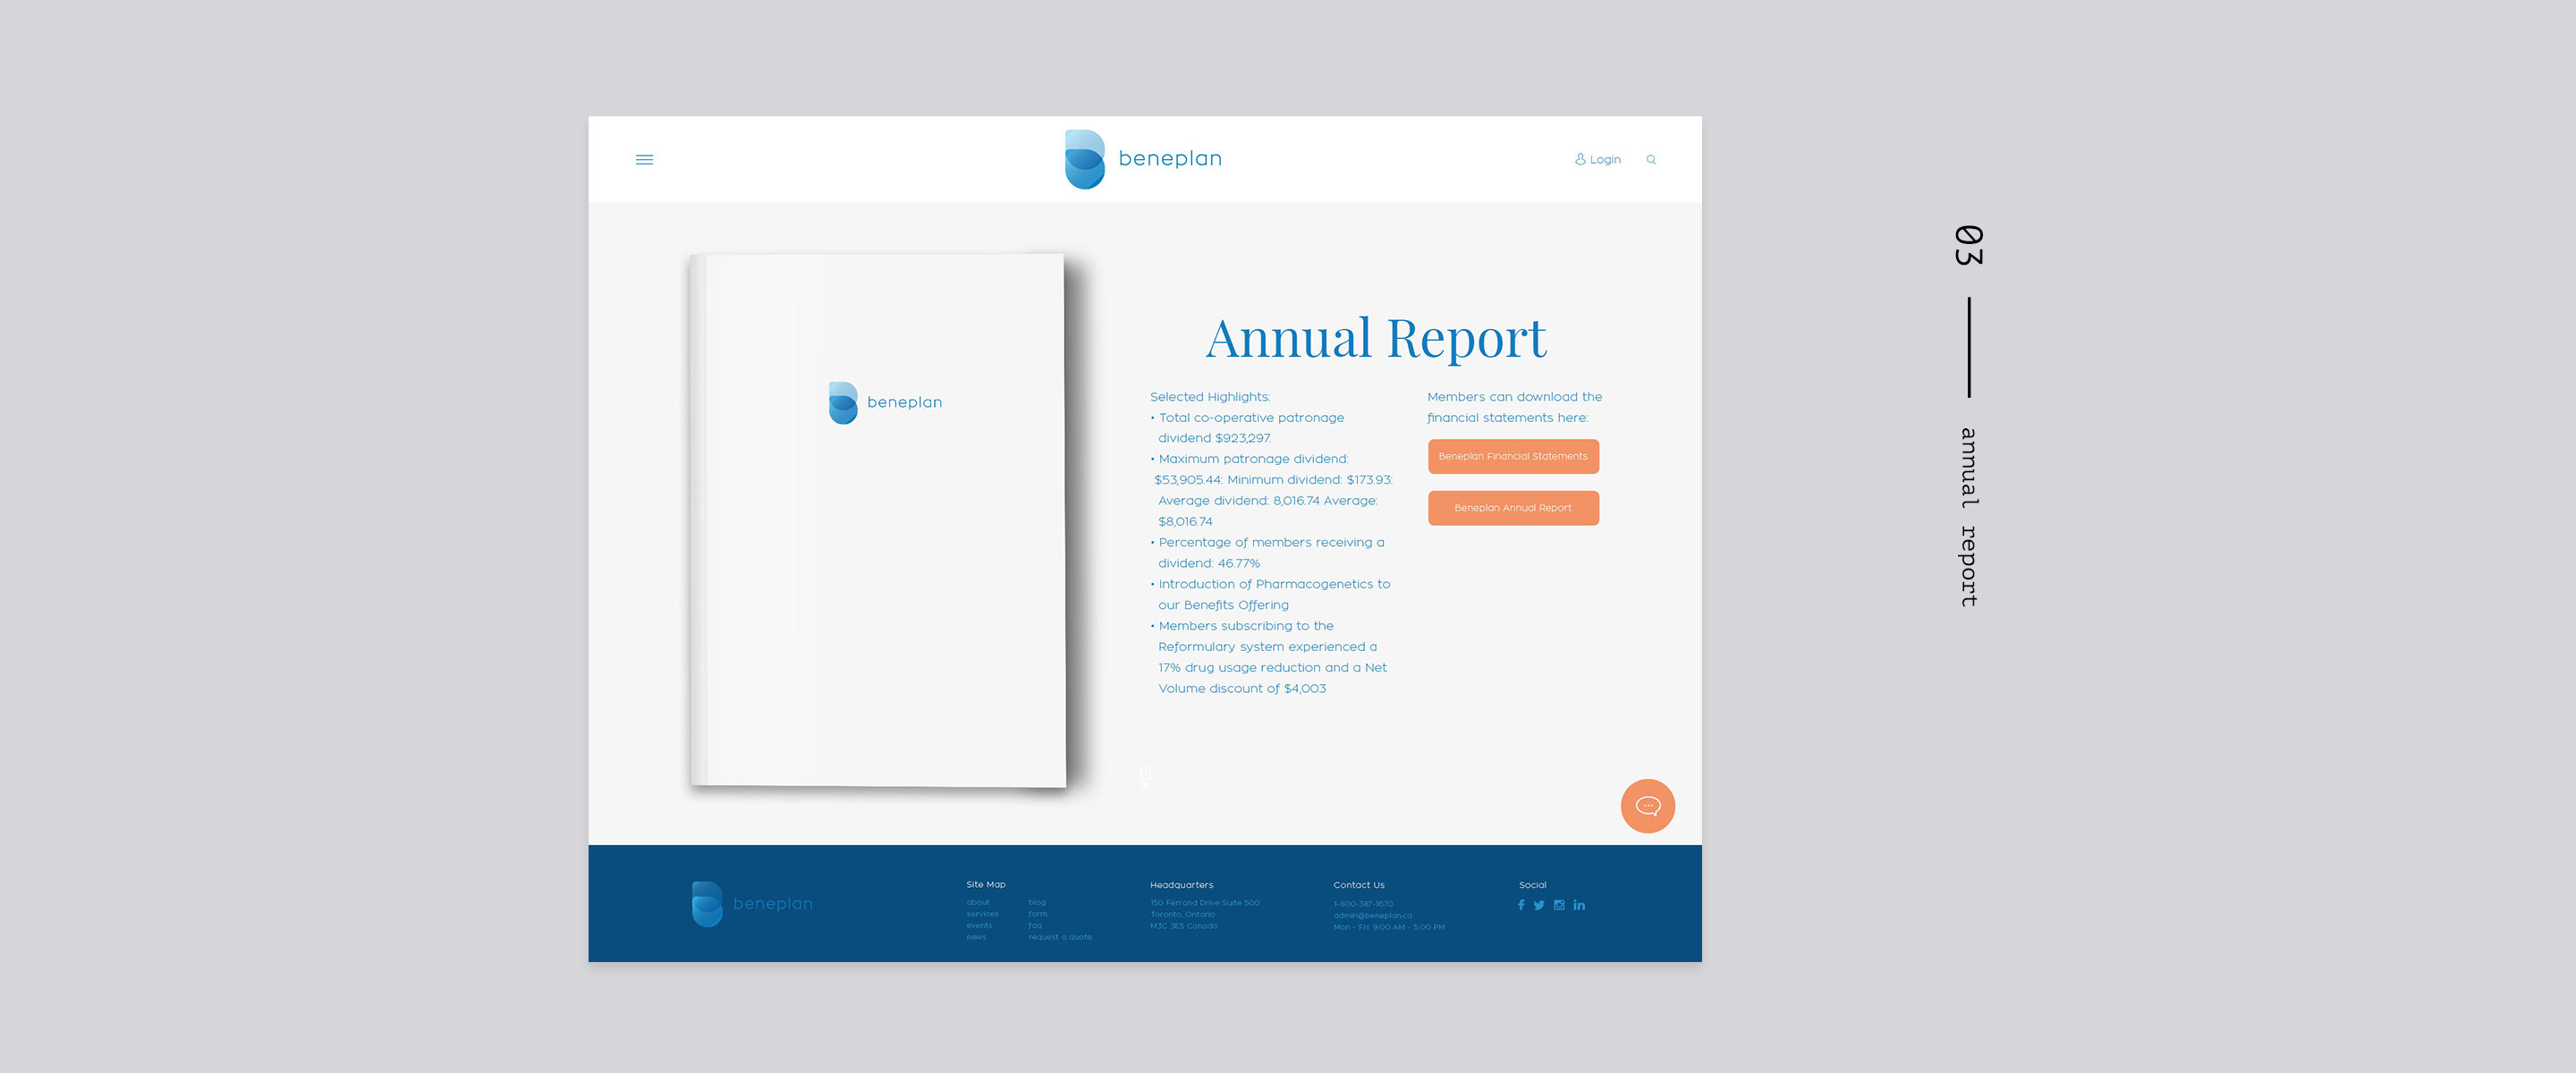 beneplan
Login
beneplan
Annual Report
Selected Highlights:
• Total co-operative patronage
dividend $923,297.
• Maximum patronage dividend:
$53,905.44: Minimum dividend: $173.93:
Average dividend: 8,016.74 Average:
$8,016.74
• Percentage of members receiving a
dividend: 46.77%
• Introduction of Pharmacogenetics to
our Benefits Offering
• Members subscribing to the
Reformulary system experienced a
17% drug usage reduction and a Net
Volume discount of $4,003
Members can download the
financial statements here:
Beneplan Financial Statements
Beneplan Annual Report
beneplan
Site Map
about
services
events
news
blog
form
faq
request a quote
Headquarters
150 Ferrand Drive Suite 500
Toronto, Ontario
M3C 3E5 Canada
Contact Us
1-800-387-1670
admin@beneplan.ca
Mon - Fri: 9:00 AM - 5:00 PM
Social
03
annual report